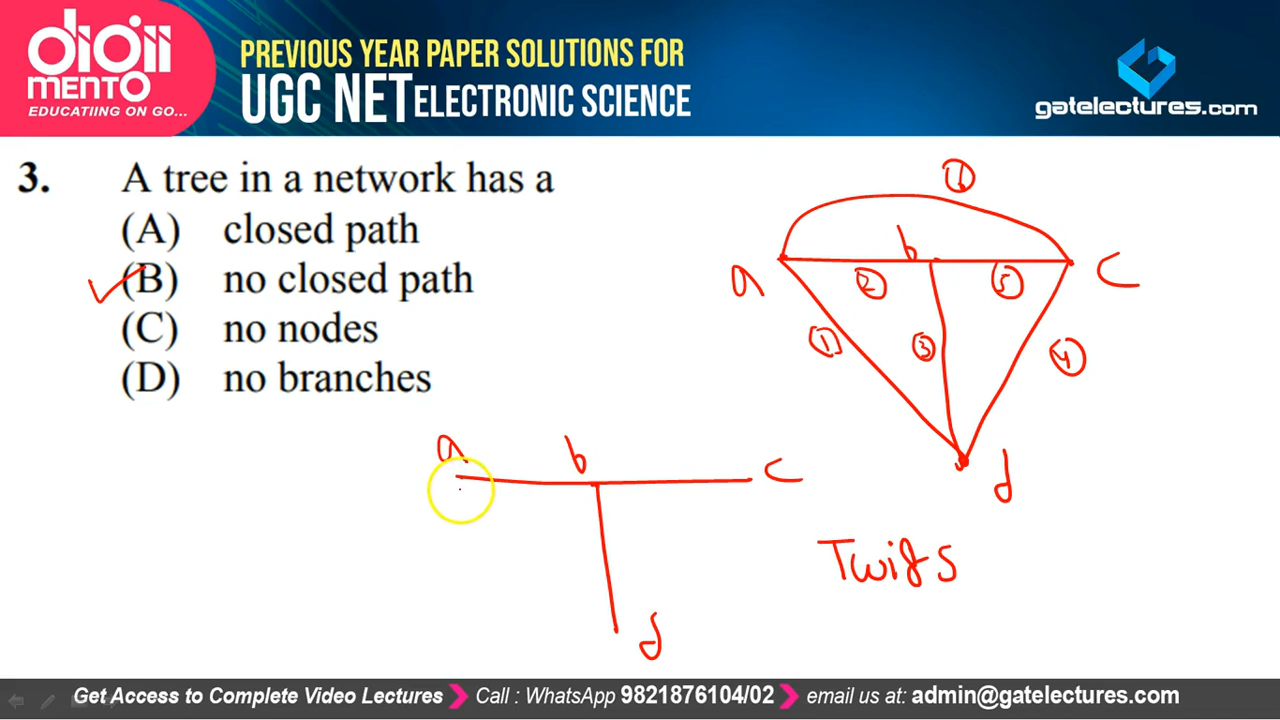 dijii
MENTO
EDUCATIING ON GO...
PREVIOUS YEAR PAPER SOLUTIONS FOR
UGC NET ELECTRONIC SCIENCE
gatelectures.com
3. A tree in a network has a
(A) closed path
(B) no closed path
(C) no nodes
(D) no branches
a b c
2 5
1 3 4
d
a b c
d
Twigs
Get Access to Complete Video Lectures Call : WhatsApp 9821876104/02 email us at: admin@gatelectures.com